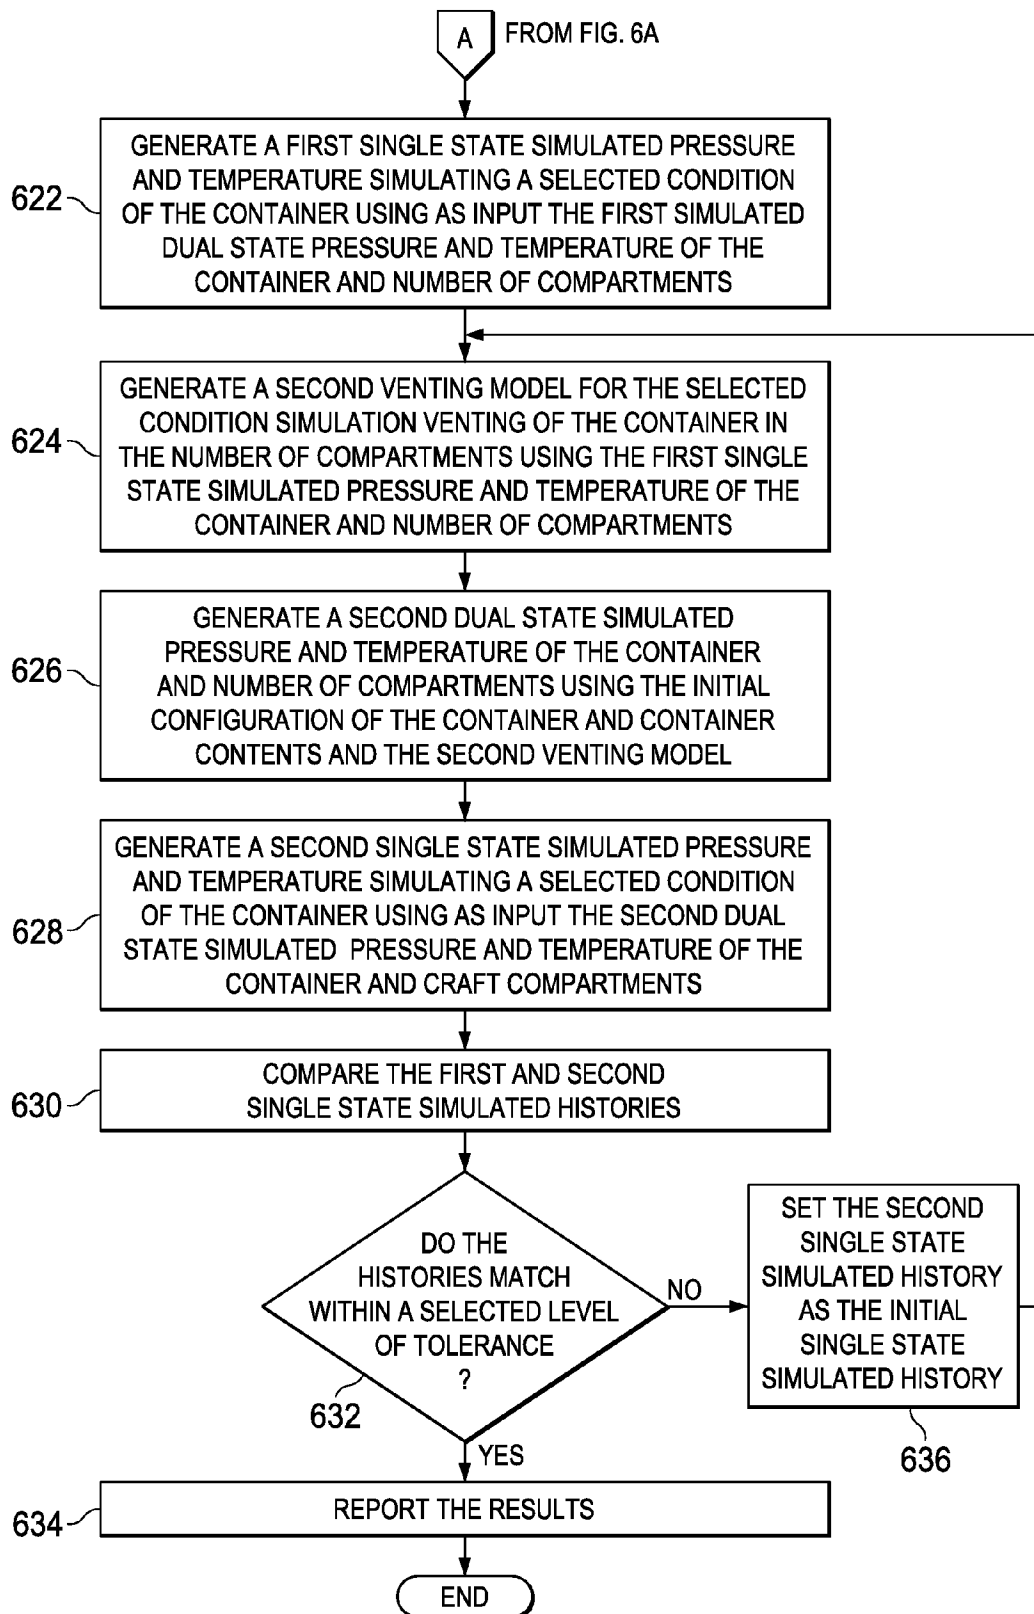 A
FROM FIG. 6A
622
GENERATE A FIRST SINGLE STATE SIMULATED PRESSURE
AND TEMPERATURE SIMULATING A SELECTED CONDITION
OF THE CONTAINER USING AS INPUT THE FIRST SIMULATED
DUAL STATE PRESSURE AND TEMPERATURE OF THE
CONTAINER AND NUMBER OF COMPARTMENTS
624
GENERATE A SECOND VENTING MODEL FOR THE SELECTED
CONDITION SIMULATION VENTING OF THE CONTAINER IN
THE NUMBER OF COMPARTMENTS USING THE FIRST SINGLE
STATE SIMULATED PRESSURE AND TEMPERATURE OF THE
CONTAINER AND NUMBER OF COMPARTMENTS
626
GENERATE A SECOND DUAL STATE SIMULATED
PRESSURE AND TEMPERATURE OF THE CONTAINER
AND NUMBER OF COMPARTMENTS USING THE INITIAL
CONFIGURATION OF THE CONTAINER AND CONTAINER
CONTENTS AND THE SECOND VENTING MODEL
628
GENERATE A SECOND SINGLE STATE SIMULATED PRESSURE
AND TEMPERATURE SIMULATING A SELECTED CONDITION
OF THE CONTAINER USING AS INPUT THE SECOND DUAL
STATE SIMULATED PRESSURE AND TEMPERATURE OF THE
CONTAINER AND CRAFT COMPARTMENTS
630
COMPARE THE FIRST AND SECOND
SINGLE STATE SIMULATED HISTORIES
DO THE
HISTORIES MATCH
WITHIN A SELECTED LEVEL
OF TOLERANCE
?
632
NO
SET THE SECOND
SINGLE STATE
SIMULATED HISTORY
AS THE INITIAL
SINGLE STATE
SIMULATED HISTORY
636
YES
634
REPORT THE RESULTS
END